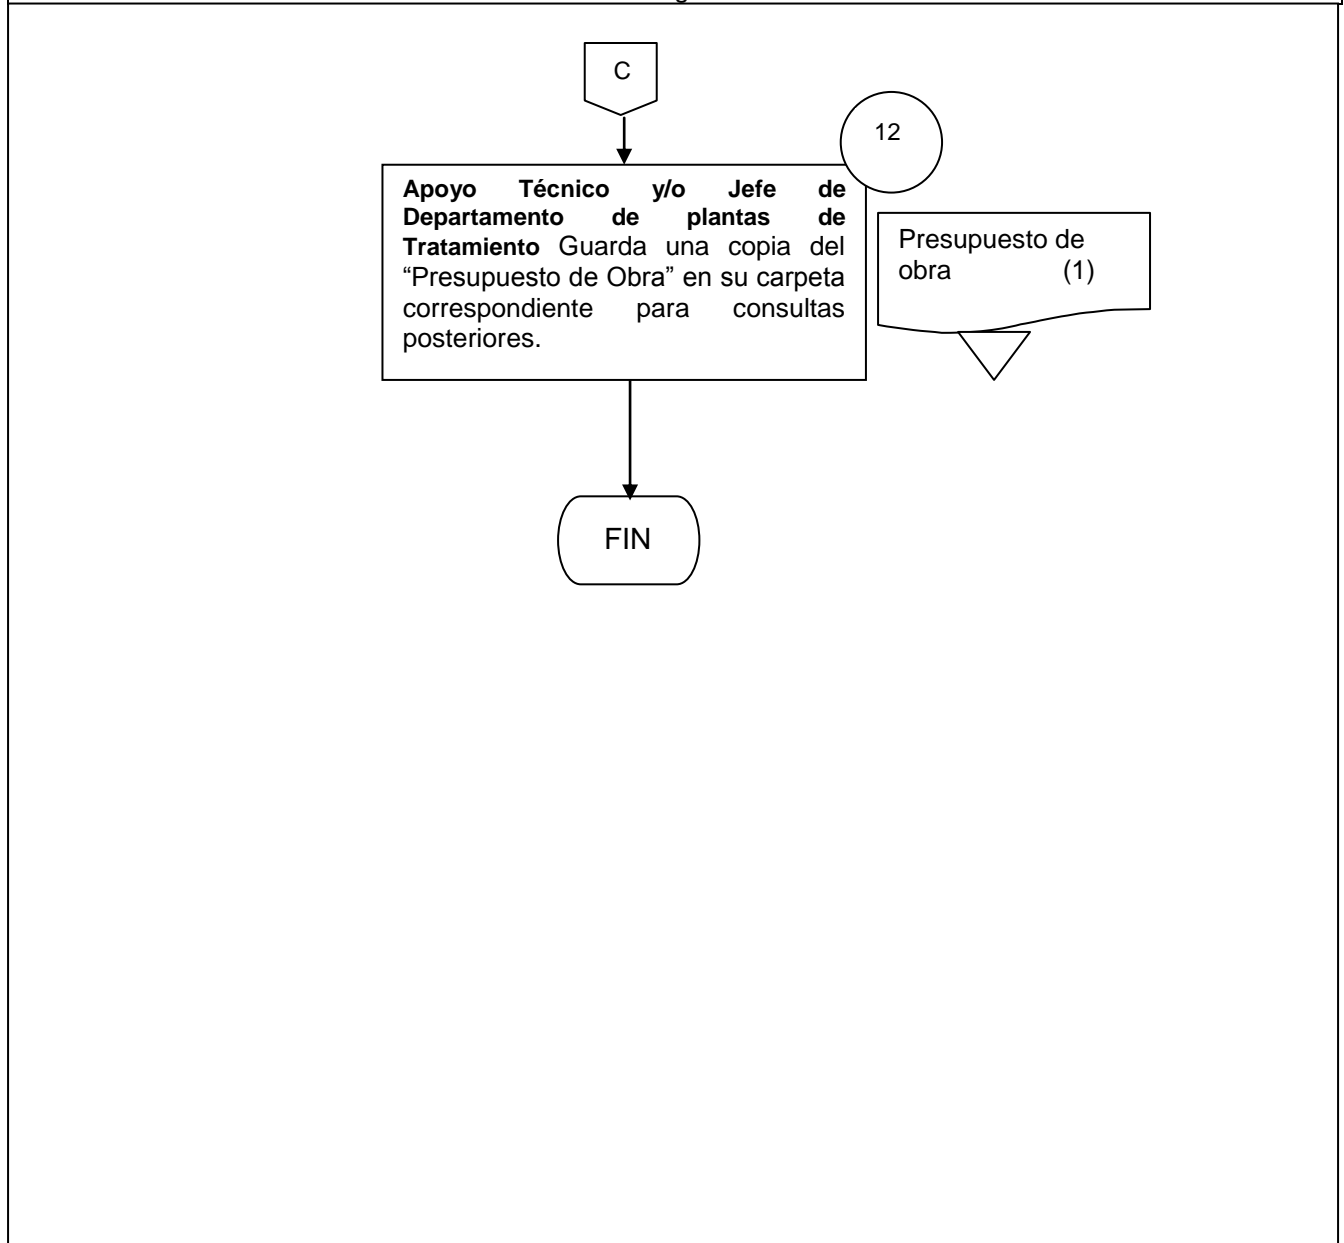 C
12
Apoyo Técnico y/o Jefe de
Departamento de plantas de
Tratamiento Guarda una copia del
“Presupuesto de Obra” en su carpeta
correspondiente para consultas
posteriores.
Presupuesto de
obra (1)
FIN